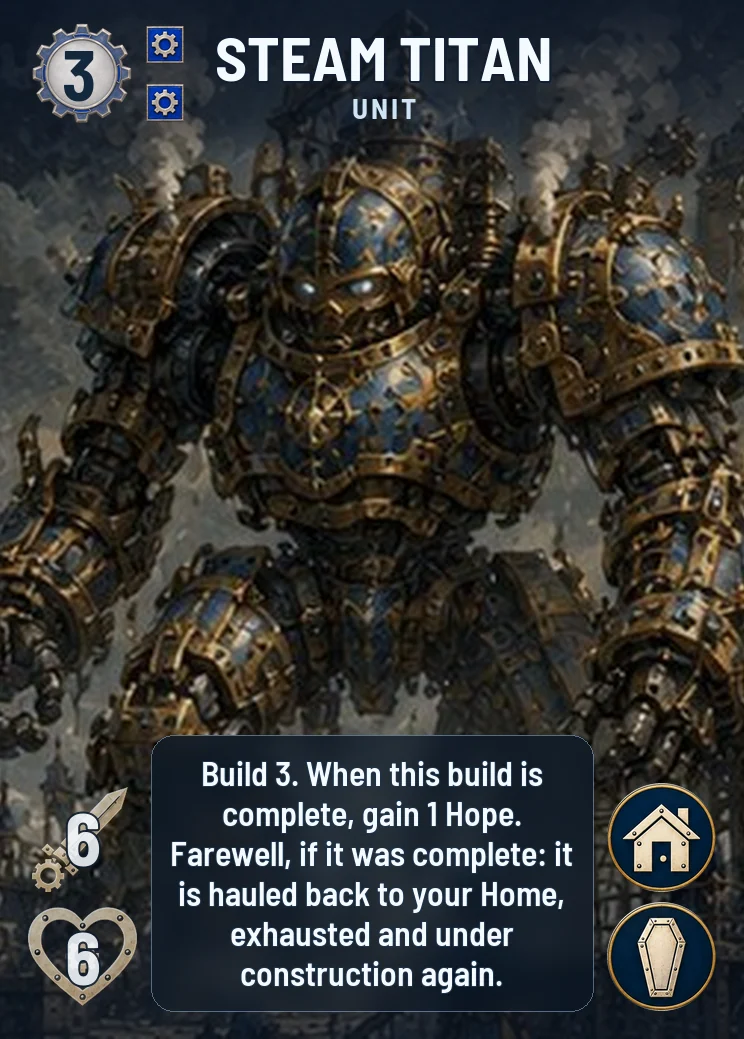 3
STEAM TITAN
UNIT
Build 3. When this build is
complete, gain 1 Hope.
Farewell, if it was complete: it
is hauled back to your Home,
exhausted and under
construction again.
6
6